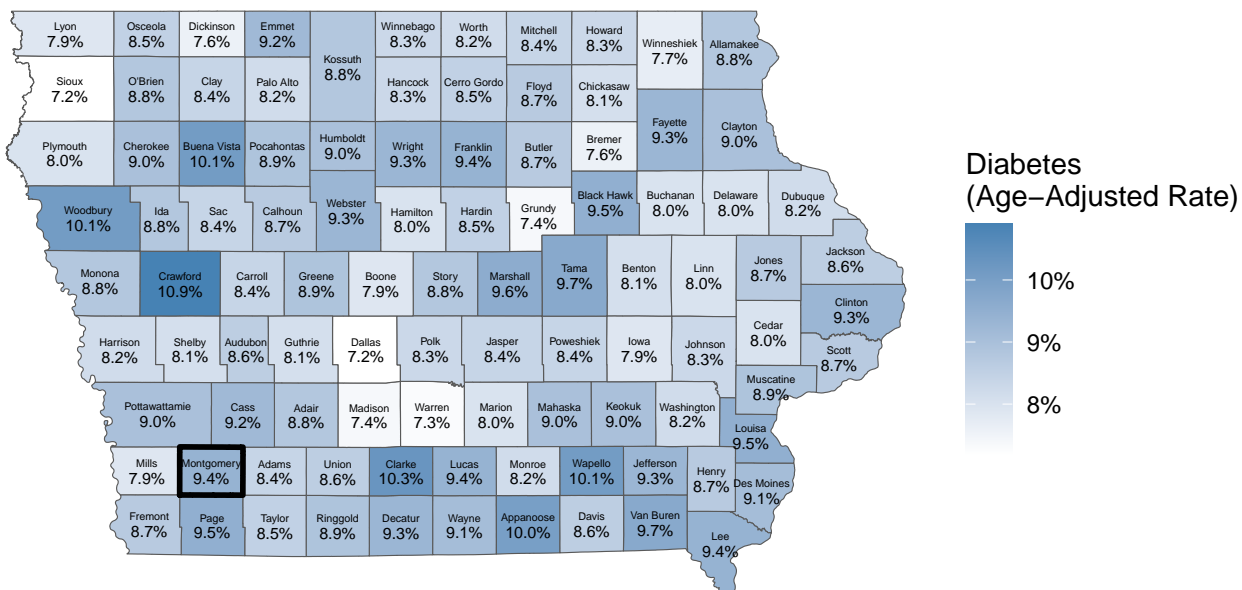 Lyon
7.9%
Osceola
8.5%
Dickinson
7.6%
Emmet
9.2%
Kossuth
8.8%
Winnebago
8.3%
Worth
8.2%
Mitchell
8.4%
Howard
8.3%
Winneshiek
7.7%
Allamakee
8.8%
Sioux
7.2%
O'Brien
8.8%
Clay
8.4%
Palo Alto
8.2%
Hancock
8.3%
Cerro Gordo
8.5%
Floyd
8.7%
Chickasaw
8.1%
Plymouth
8.0%
Cherokee
9.0%
Buena Vista
10.1%
Pocahontas
8.9%
Humboldt
9.0%
Wright
9.3%
Franklin
9.4%
Butler
8.7%
Bremer
7.6%
Fayette
9.3%
Clayton
9.0%
Woodbury
10.1%
Ida
8.8%
Sac
8.4%
Calhoun
8.7%
Webster
9.3%
Hamilton
8.0%
Hardin
8.5%
Grundy
7.4%
Black Hawk
9.5%
Buchanan
8.0%
Delaware
8.0%
Dubuque
8.2%
Monona
8.8%
Crawford
10.9%
Carroll
8.4%
Greene
8.9%
Boone
7.9%
Story
8.8%
Marshall
9.6%
Tama
9.7%
Benton
8.1%
Linn
8.0%
Jones
8.7%
Jackson
8.6%
Clinton
9.3%
Harrison
8.2%
Shelby
8.1%
Audubon
8.6%
Guthrie
8.1%
Dallas
7.2%
Polk
8.3%
Jasper
8.4%
Poweshiek
8.4%
Iowa
7.9%
Johnson
8.3%
Cedar
8.0%
Scott
8.7%
Muscatine
8.9%
Pottawattamie
9.0%
Cass
9.2%
Adair
8.8%
Madison
7.4%
Warren
7.3%
Marion
8.0%
Mahaska
9.0%
Keokuk
9.0%
Washington
8.2%
Louisa
9.5%
Mills
7.9%
Montgomery
9.4%
Adams
8.4%
Union
8.6%
Clarke
10.3%
Lucas
9.4%
Monroe
8.2%
Wapello
10.1%
Jefferson
9.3%
Henry
8.7%
Des Moines
9.1%
Fremont
8.7%
Page
9.5%
Taylor
8.5%
Ringgold
8.9%
Decatur
9.3%
Wayne
9.1%
Appanoose
10.0%
Davis
8.6%
Van Buren
9.7%
Lee
9.4%
Diabetes
(Age−Adjusted Rate)
10%
9%
8%